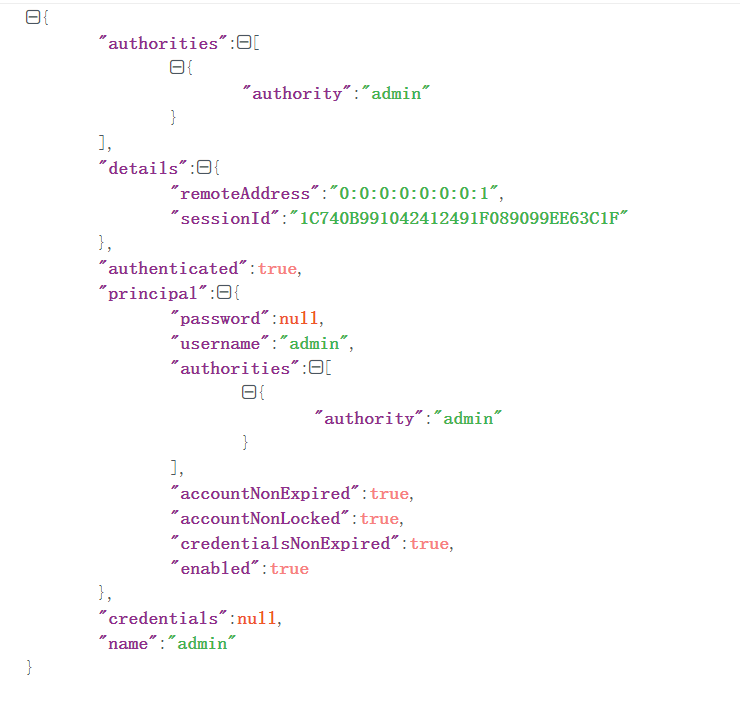 {
"authorities":[
{
"authority":"admin"
}
],
"details":{
"remoteAddress":"0:0:0:0:0:0:0:1",
"sessionId":"1C740B991042412491F089099EE63C1F"
},
"authenticated":true,
"principal":{
"password":null,
"username":"admin",
"authorities":[
{
"authority":"admin"
}
],
"accountNonExpired":true,
"accountNonLocked":true,
"credentialsNonExpired":true,
"enabled":true
},
"credentials":null,
"name":"admin"
}